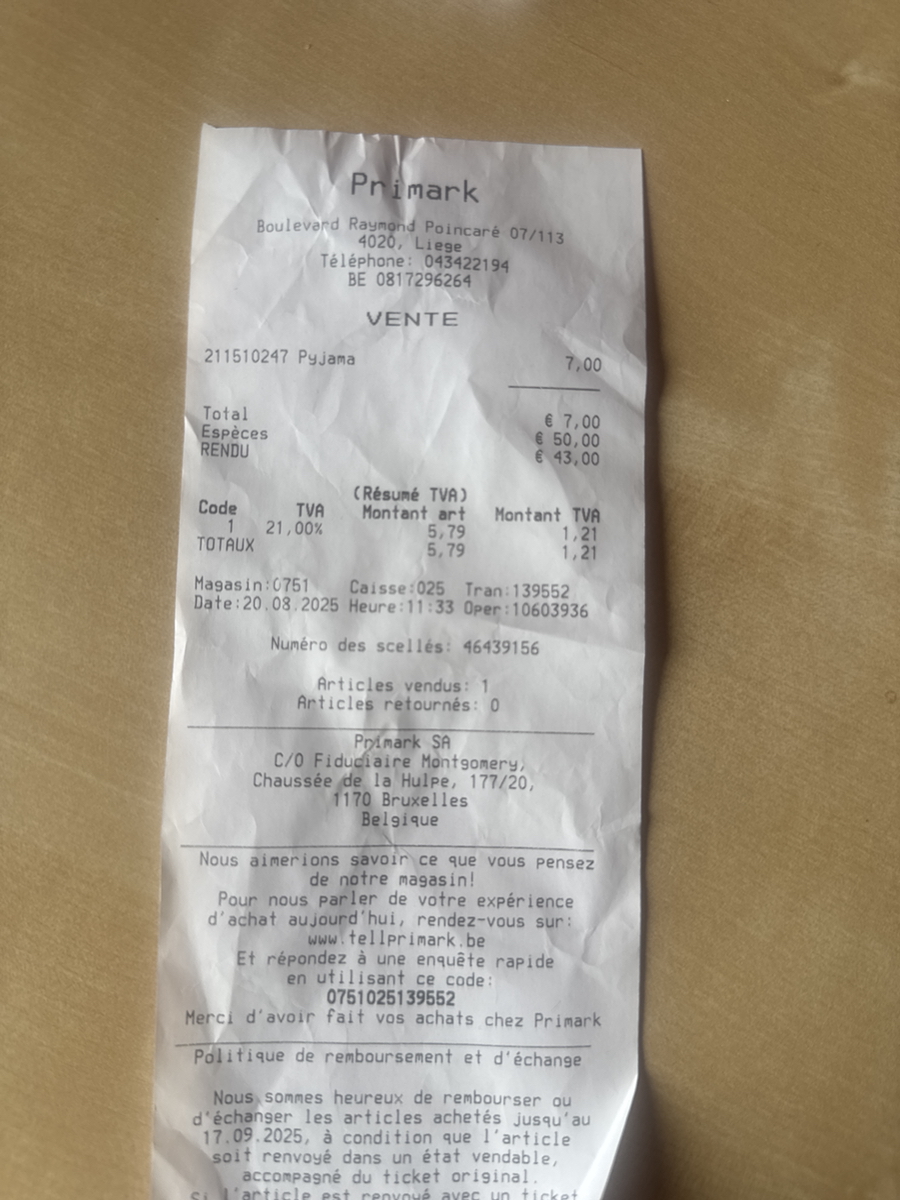 Primark
Boulevard Raymond Poincaré 07/113
4020, Liege
Téléphone: 043422194
BE 0817296264
VENTE
211510247 Pyjama 7,00
Total € 7,00
Espèces € 50,00
RENDU € 43,00
(Résumé TVA)
Code TVA Montant art Montant TVA
1 21,00% 5,79 1,21
TOTAUX 5,79 1,21
Magasin:0751 Caisse:025 Tran:139552
Date:20.08.2025 Heure:11:33 Oper:10603936
Numéro des scellés: 46439156
Articles vendus: 1
Articles retournés: 0
Primark SA
C/O Fiduciaire Montgomery,
Chaussée de la Hulpe, 177/20,
1170 Bruxelles
Belgique
Nous aimerions savoir ce que vous pensez
de notre magasin!
Pour nous parler de votre expérience
d'achat aujourd'hui, rendez-vous sur:
www.tellprimark.be
Et répondez à une enquête rapide
en utilisant ce code:
0751025139552
Merci d'avoir fait vos achats chez Primark
Politique de remboursement et d'échange
Nous sommes heureux de rembourser ou
d'échanger les articles achetés jusqu'au
17.09.2025, à condition que l'article
soit renvoyé dans un état vendable,
accompagné du ticket original.
Si l'article est renvoyé avec un ticket